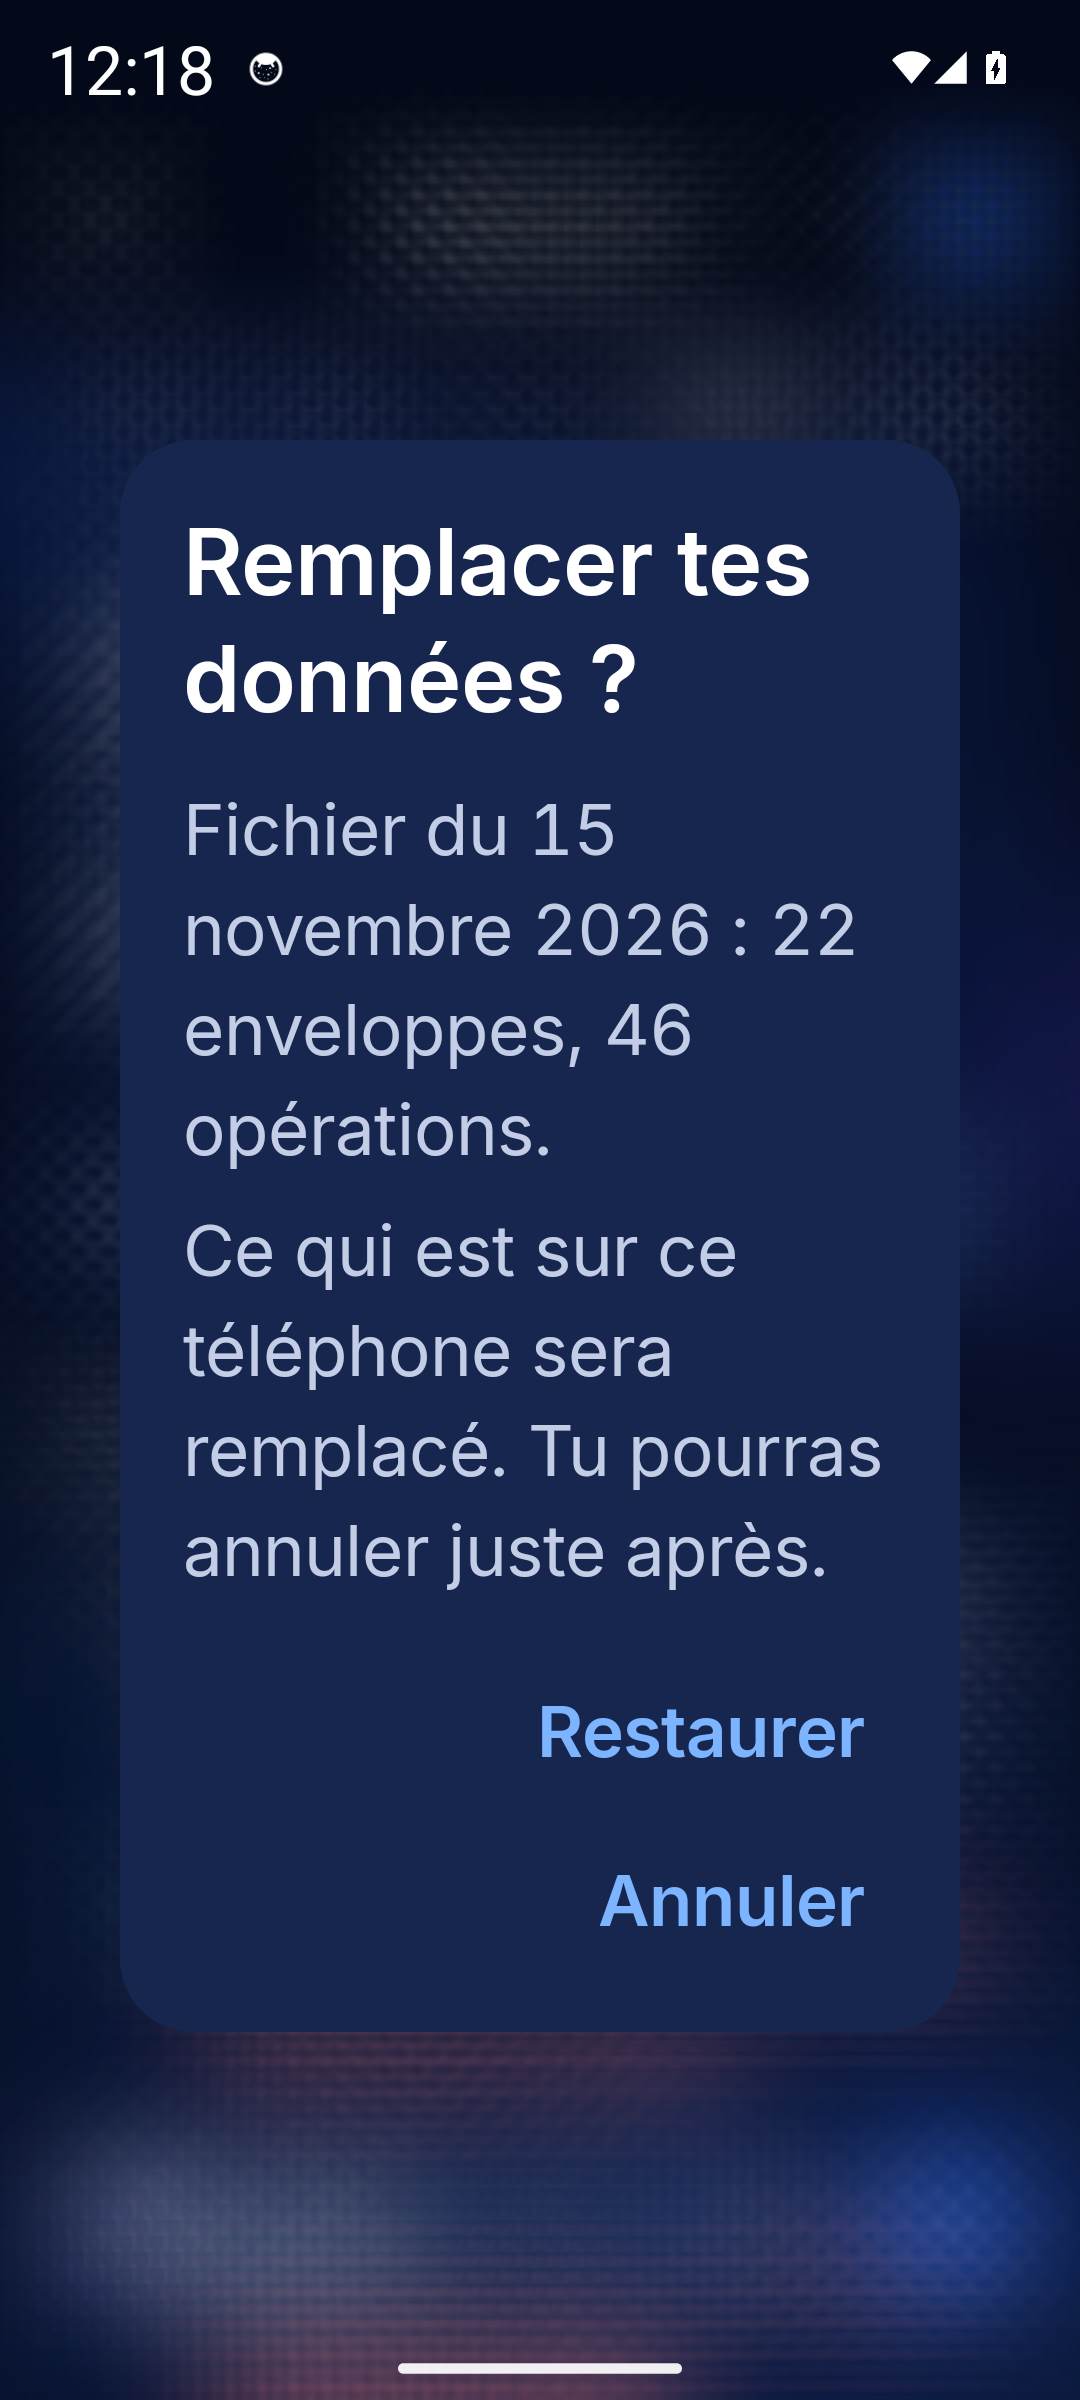 12:18
Remplacer tes
données ?
Fichier du 15
novembre 2026 : 22
enveloppes, 46
opérations.
Ce qui est sur ce
téléphone sera
remplacé. Tu pourras
annuler juste après.
Restaurer
Annuler